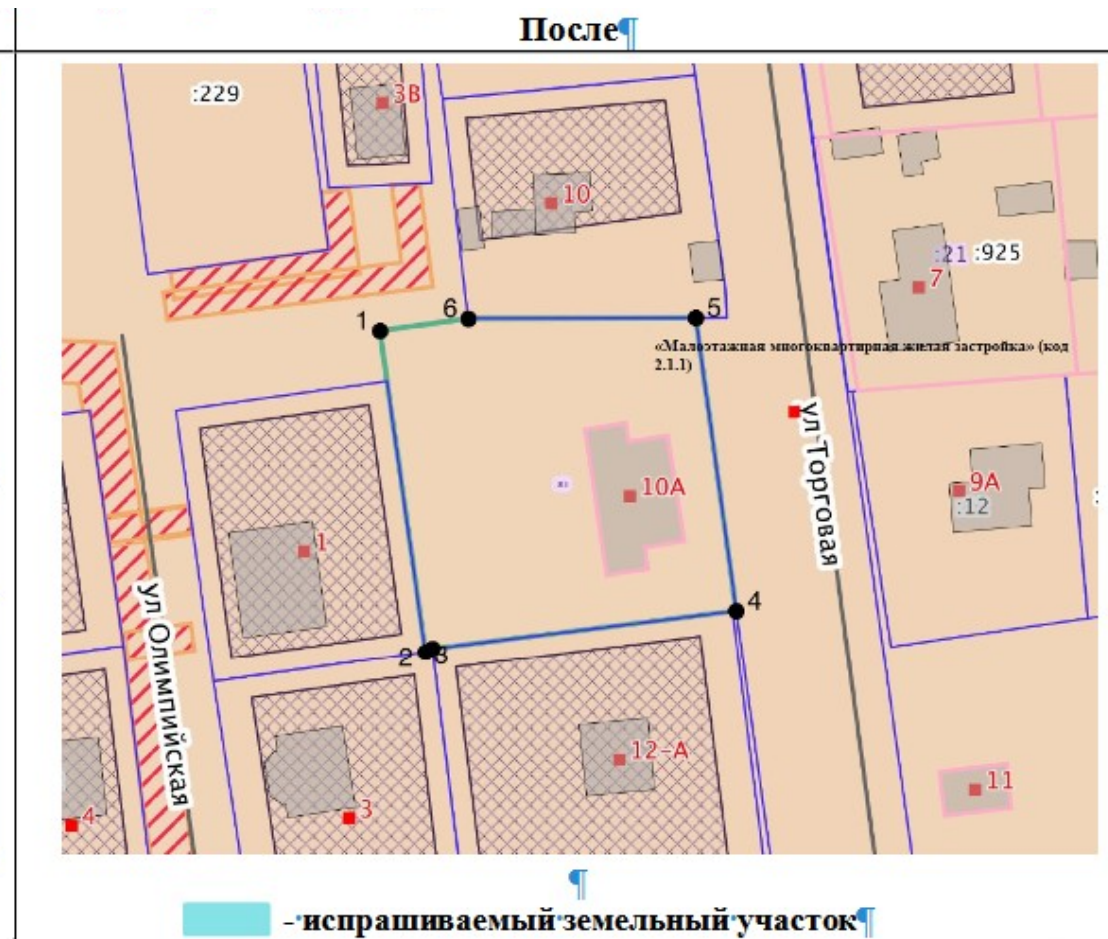 После¶
:229
3В
10
:21 :925
7
1
6
5
«Малоэтажная многоквартирная жилая застройка» (код
2.1.1)
ул Торговая
10А
9А
:12
1
4
2
3
ул Олимпийская
12-А
11
3
4
¶
- испрашиваемый земельный участок¶